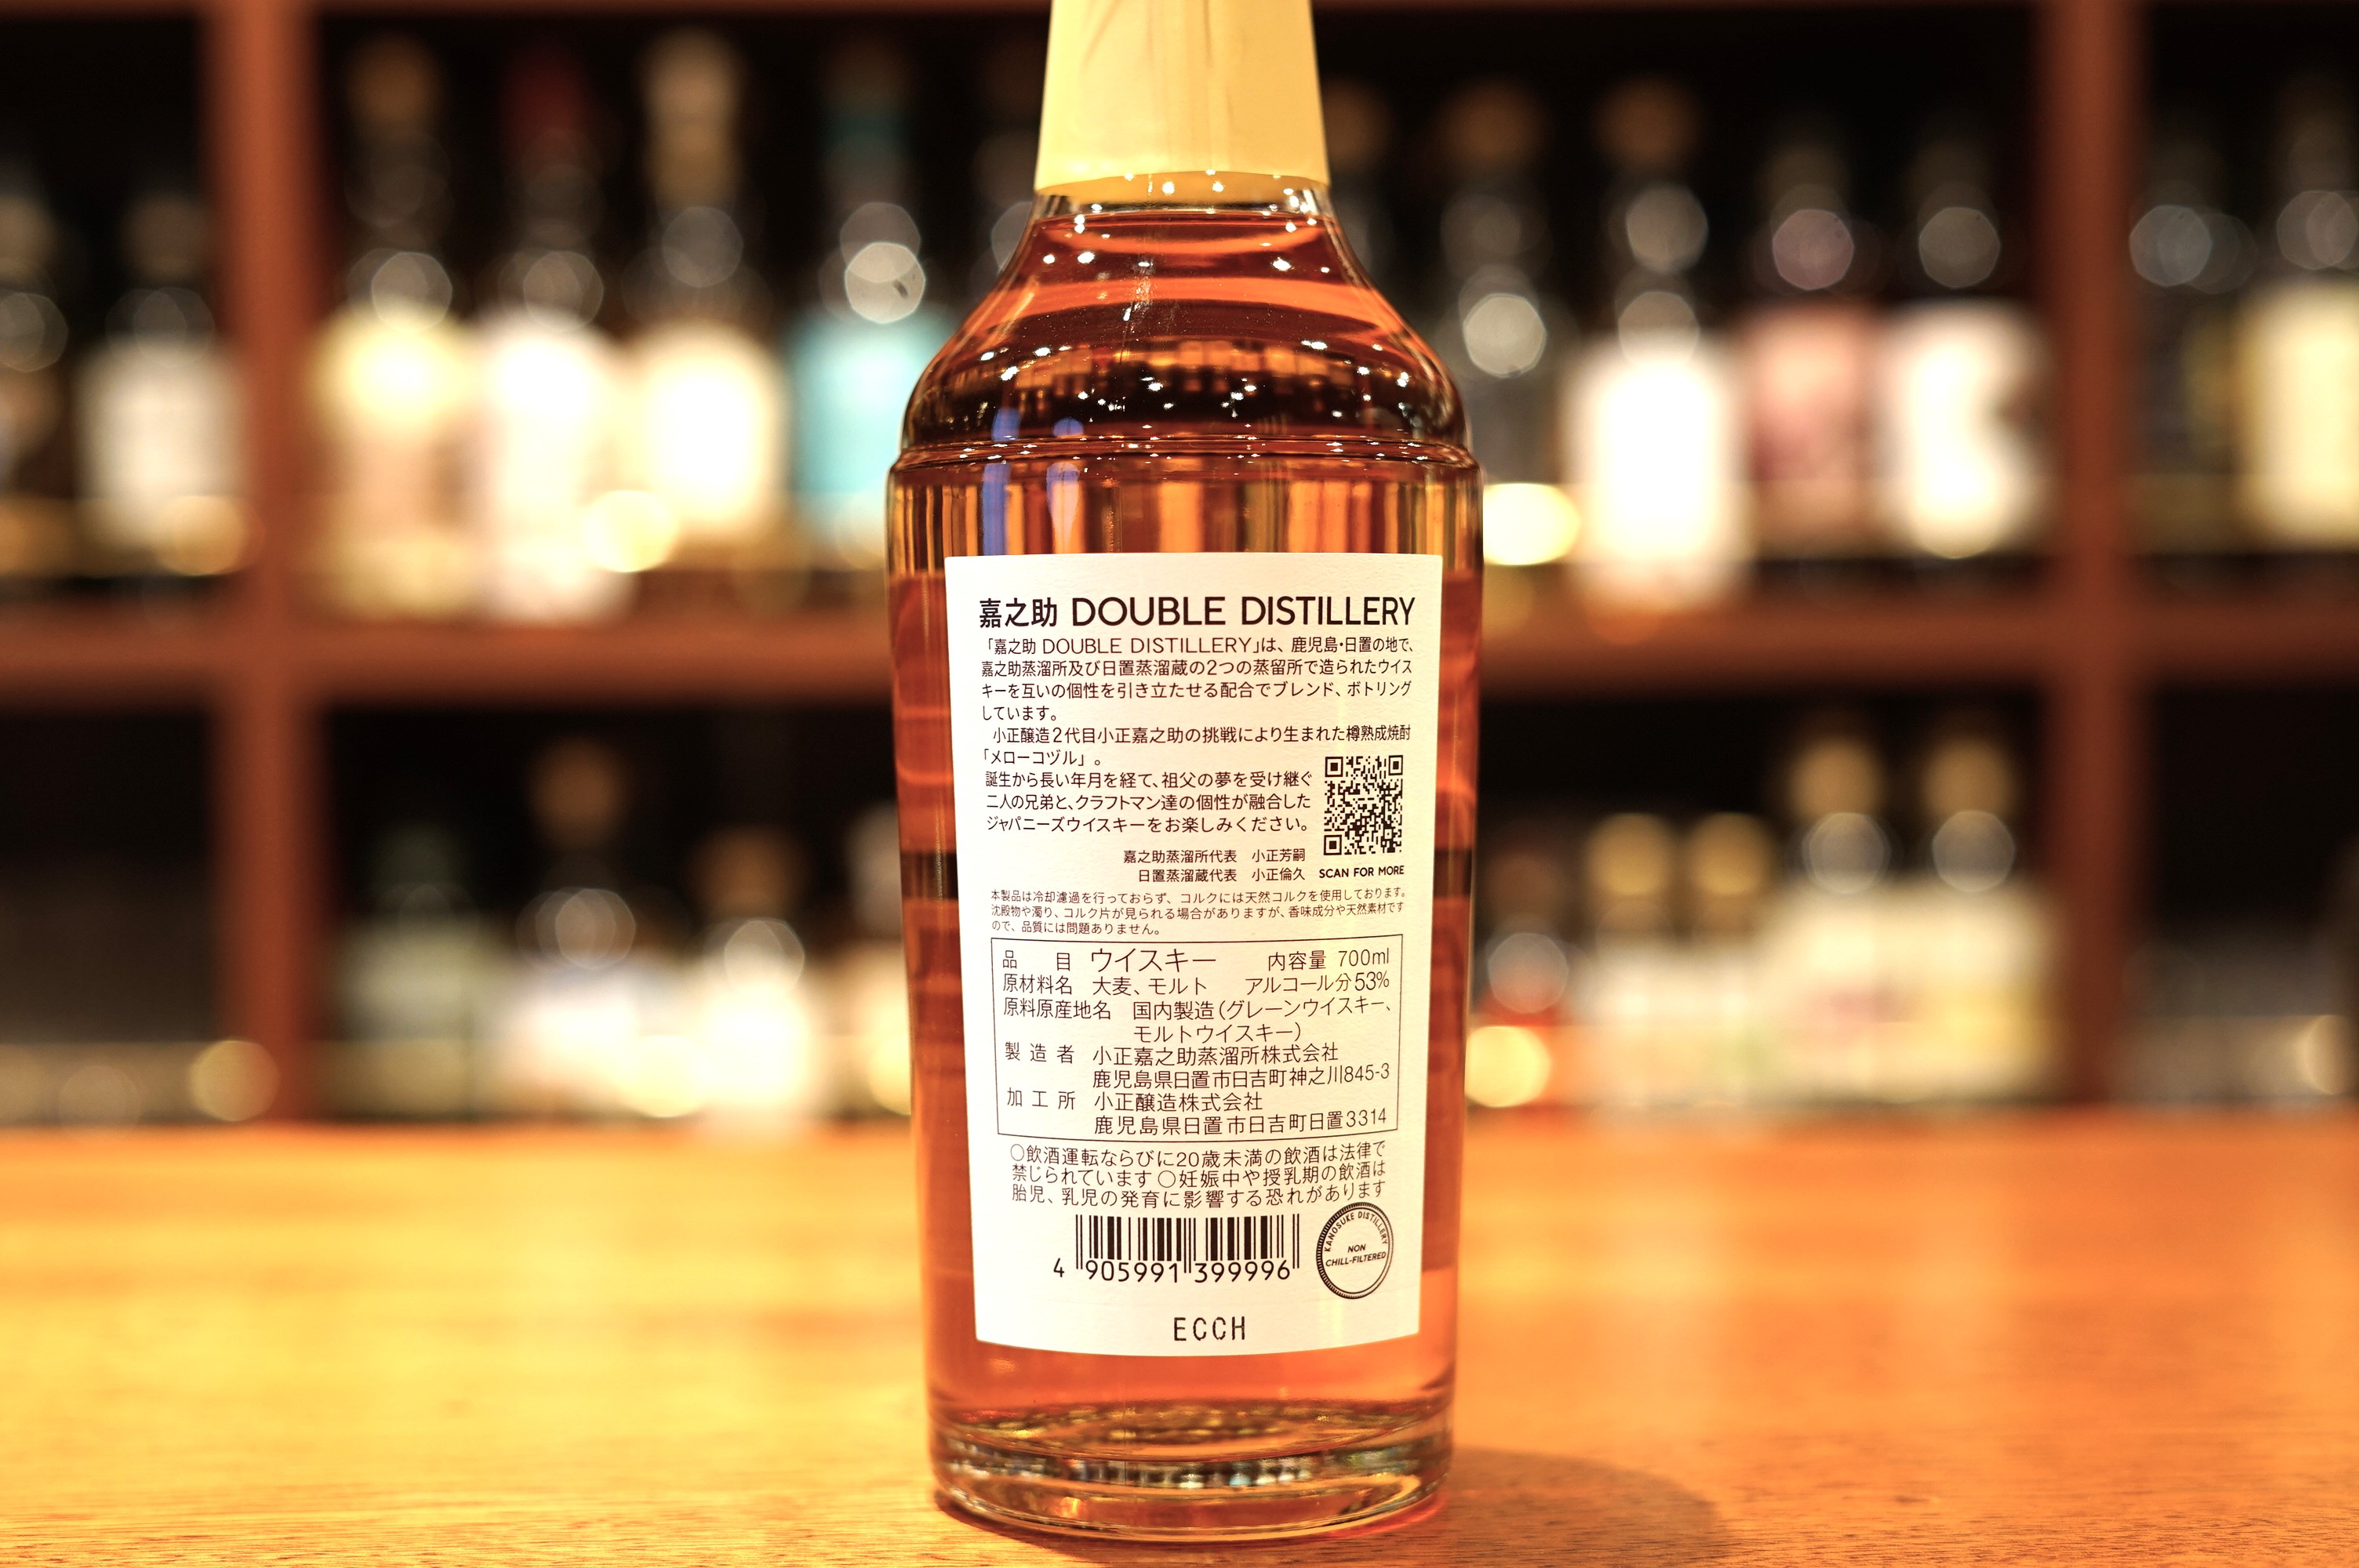 嘉之助 DOUBLE DISTILLERY
「嘉之助 DOUBLE DISTILLERY」は、鹿児島・日置の地で、
嘉之助蒸溜所及び日置蒸溜蔵の2つの蒸留所で造られたウイス
キーを互いの個性を引き立たせる配合でブレンド、ボトリング
しています。
小正醸造2代目小正嘉之助の挑戦により生まれた樽熟成焼酎
「メローコヅル」。
誕生から長い年月を経て、祖父の夢を受け継ぐ
二人の兄弟と、クラフトマン達の個性が融合した
ジャパニーズウイスキーをお楽しみください。
嘉之助蒸溜所代表 小正芳嗣
日置蒸溜蔵代表 小正倫久
SCAN FOR MORE
本製品は冷却濾過を行っておらず、コルクには天然コルクを使用しております。
沈殿物や濁り、コルク片が見られる場合がありますが、香味成分や天然素材です
ので、品質には問題ありません。
品目 ウイスキー 内容量 700ml
原材料名 大麦、モルト アルコール分53%
原料原産地名 国内製造(グレーンウイスキー、
モルトウイスキー)
製造者 小正嘉之助蒸溜所株式会社
鹿児島県日置市日吉町神之川845-3
加工所 小正醸造株式会社
鹿児島県日置市日吉町日置3314
○飲酒運転ならびに20歳未満の飲酒は法律で
禁じられています ○妊娠中や授乳期の飲酒は
胎児、乳児の発育に影響する恐れがあります
4 905991 399996
KANOSUKE DISTILLERY
NON
CHILL-FILTERED
ECCH